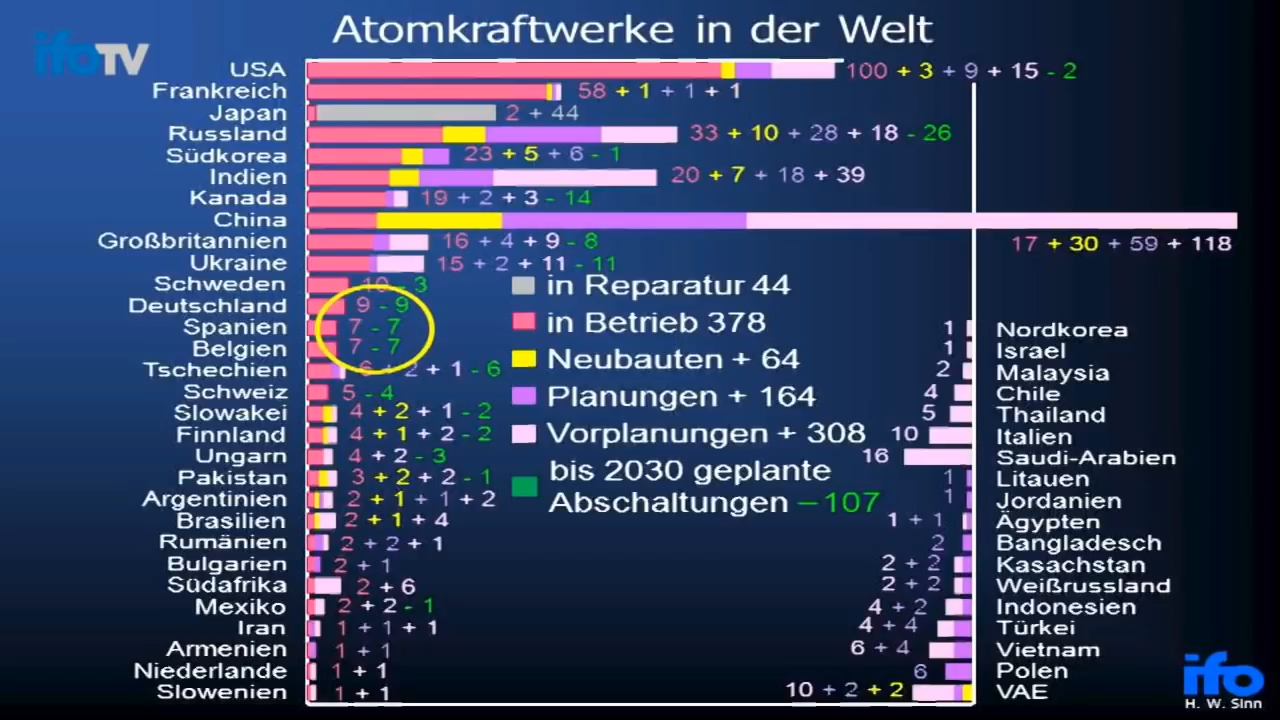 Atomkraftwerke in der Welt
ifoTV
USA 100 + 3 + 9 + 15 - 2
Frankreich 58 + 1 + 1 + 1
Japan 2 + 44
Russland 33 + 10 + 28 + 18 - 26
Südkorea 23 + 5 + 6 - 1
Indien 20 + 7 + 18 + 39
Kanada 19 + 2 + 3 - 14
China 17 + 30 + 59 + 118
Großbritannien 16 + 4 + 9 - 8
Ukraine 15 + 2 + 11 - 11
Schweden 10 - 3
Deutschland 9 - 9
Spanien 7 - 7
Belgien 7 - 7
Tschechien 6 + 2 + 1 - 6
Schweiz 5 - 4
Slowakei 4 + 2 + 1 - 2
Finnland 4 + 1 + 2 - 2
Ungarn 4 + 2 - 3
Pakistan 3 + 2 + 2 - 1
Argentinien 2 + 1 + 1 + 2
Brasilien 2 + 1 + 4
Rumänien 2 + 2 + 1
Bulgarien 2 + 1
Südafrika 2 + 6
Mexiko 2 + 2 - 1
Iran 1 + 1 + 1
Armenien 1 + 1
Niederlande 1 + 1
Slowenien 1 + 1
in Reparatur 44
in Betrieb 378
Neubauten + 64
Planungen + 164
Vorplanungen + 308
bis 2030 geplante
Abschaltungen – 107
1 Nordkorea
1 Israel
2 Malaysia
4 Chile
5 Thailand
10 Italien
16 Saudi-Arabien
1 Litauen
1 Jordanien
1 + 1 Ägypten
2 Bangladesch
2 + 2 Kasachstan
2 + 2 Weißrussland
4 + 2 Indonesien
4 + 4 Türkei
6 + 4 Vietnam
6 Polen
10 + 2 + 2 VAE
ifo
H. W. Sinn